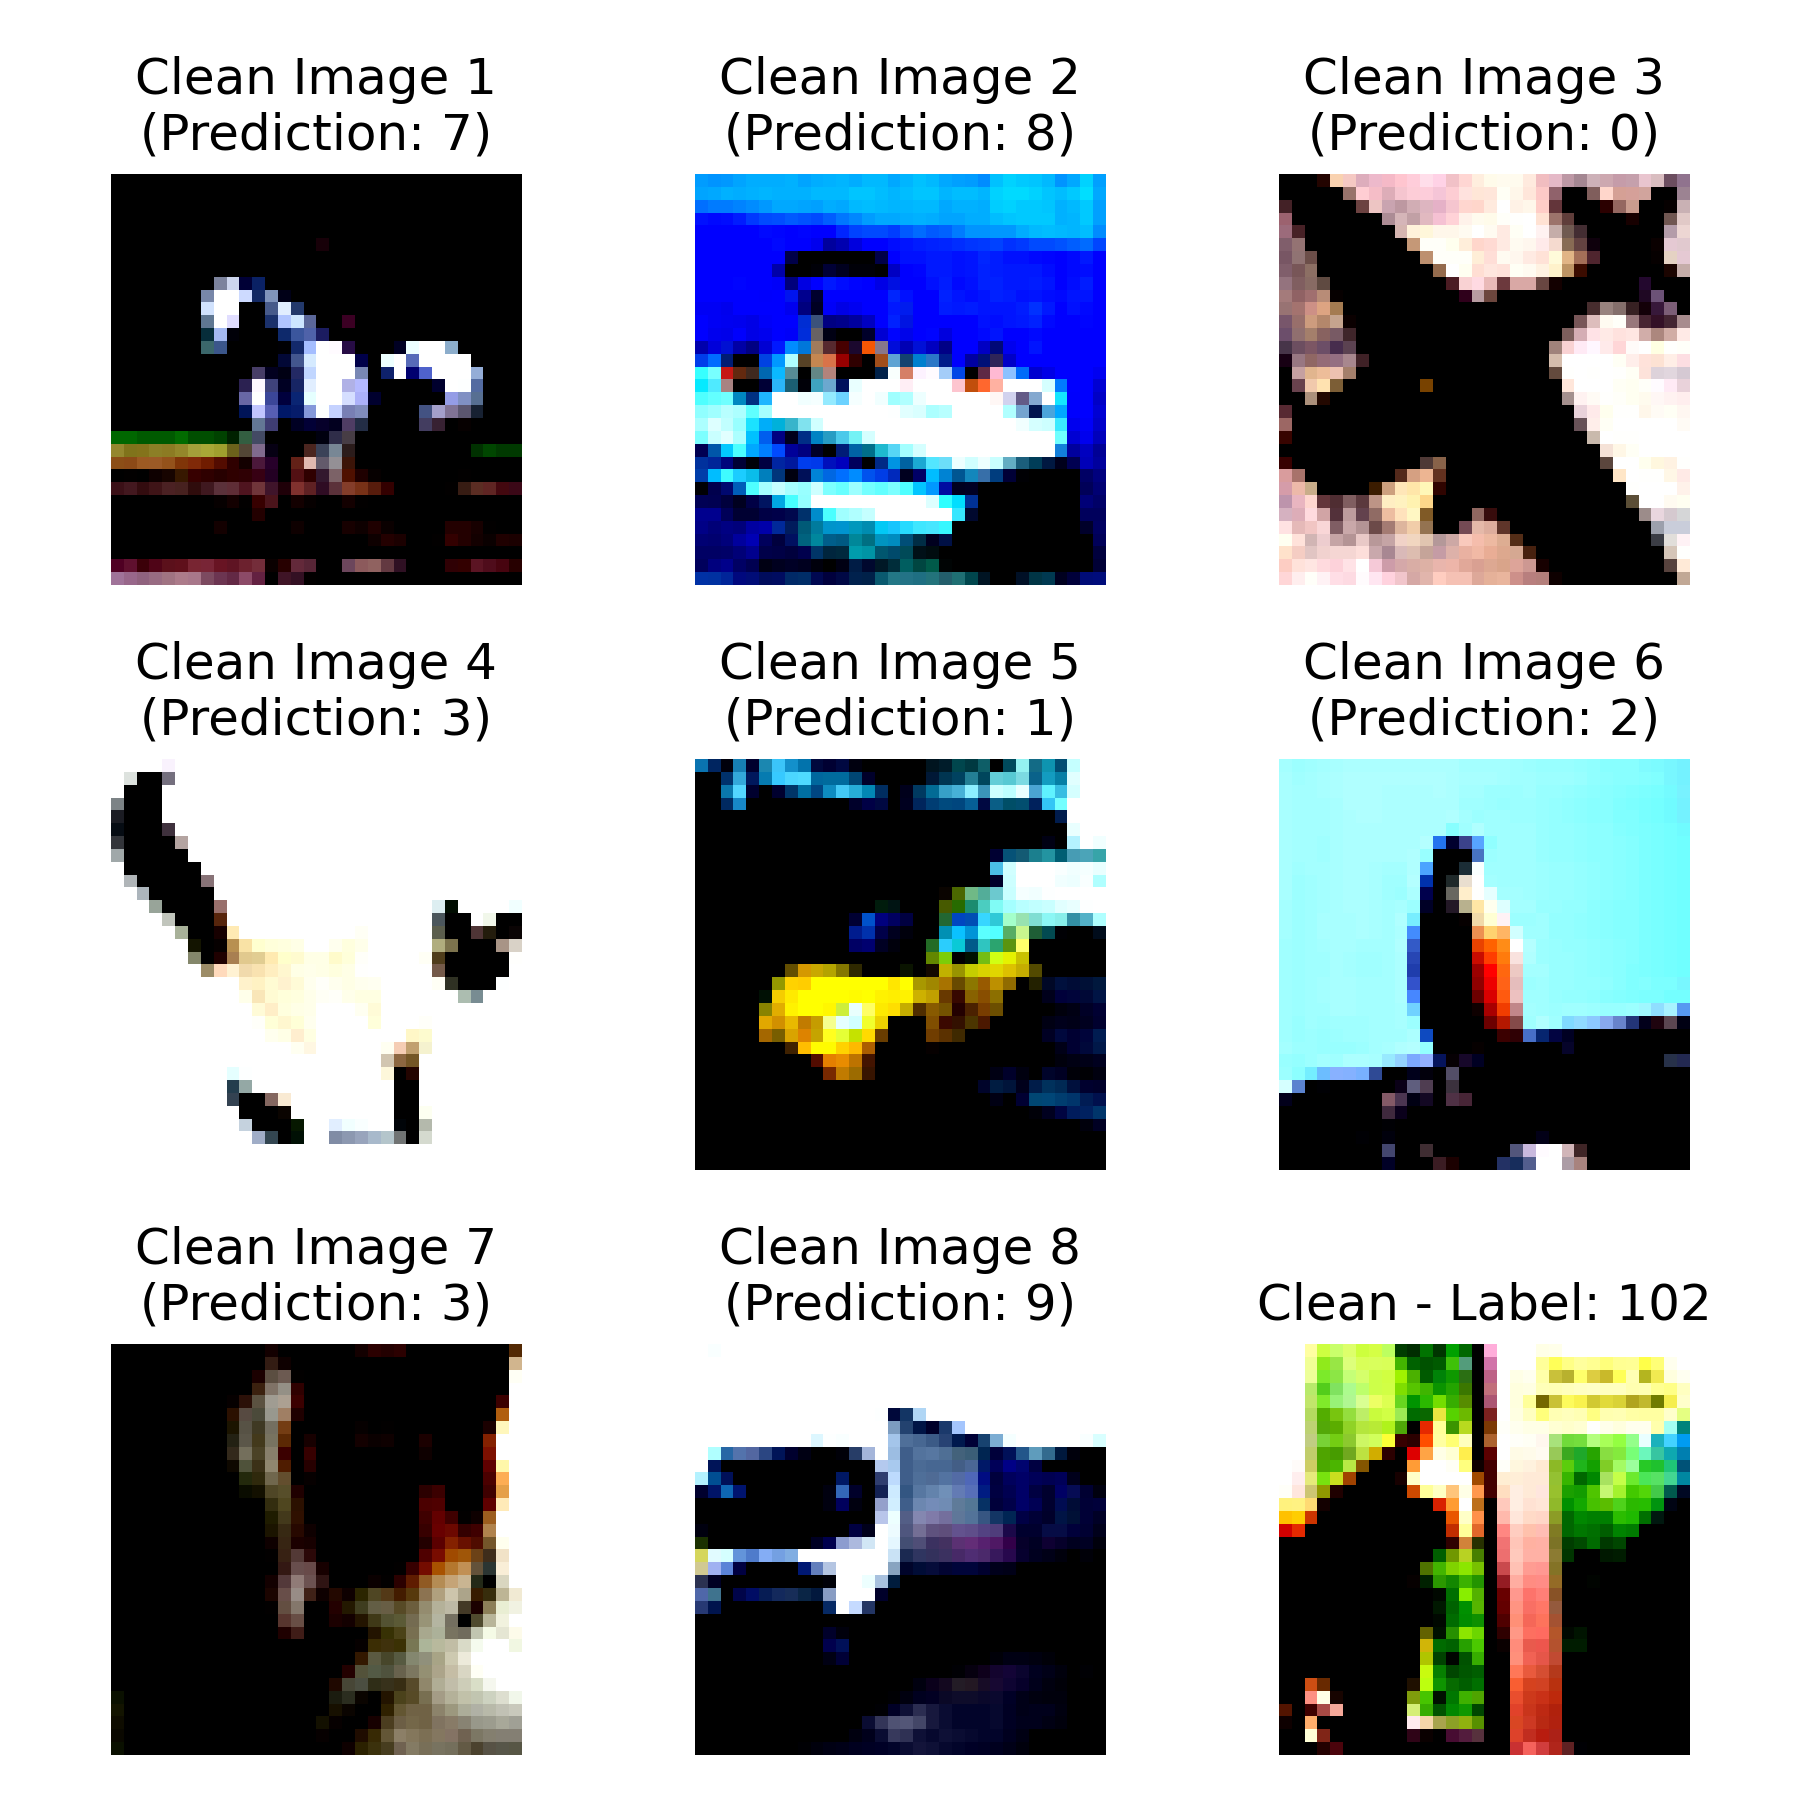 Clean Image 1
(Prediction: 7)
Clean Image 2
(Prediction: 8)
Clean Image 3
(Prediction: 0)
Clean Image 4
(Prediction: 3)
Clean Image 5
(Prediction: 1)
Clean Image 6
(Prediction: 2)
Clean Image 7
(Prediction: 3)
Clean Image 8
(Prediction: 9)
Clean - Label: 102